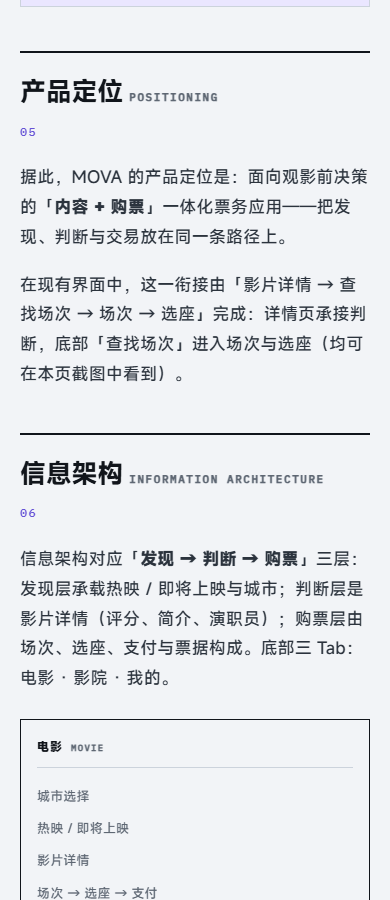 产品定位 POSITIONING
05
据此，MOVA 的产品定位是：面向观影前决策
的「内容 + 购票」一体化票务应用——把发
现、判断与交易放在同一条路径上。
在现有界面中，这一衔接由「影片详情 → 查
找场次 → 场次 → 选座」完成：详情页承接判
断，底部「查找场次」进入场次与选座（均可
在本页截图中看到）。
信息架构 INFORMATION ARCHITECTURE
06
信息架构对应「发现 → 判断 → 购票」三层：
发现层承载热映 / 即将上映与城市；判断层是
影片详情（评分、简介、演职员）；购票层由
场次、选座、支付与票据构成。底部三 Tab：
电影 · 影院 · 我的。
电影 MOVIE
城市选择
热映 / 即将上映
影片详情
场次 → 选座 → 支付